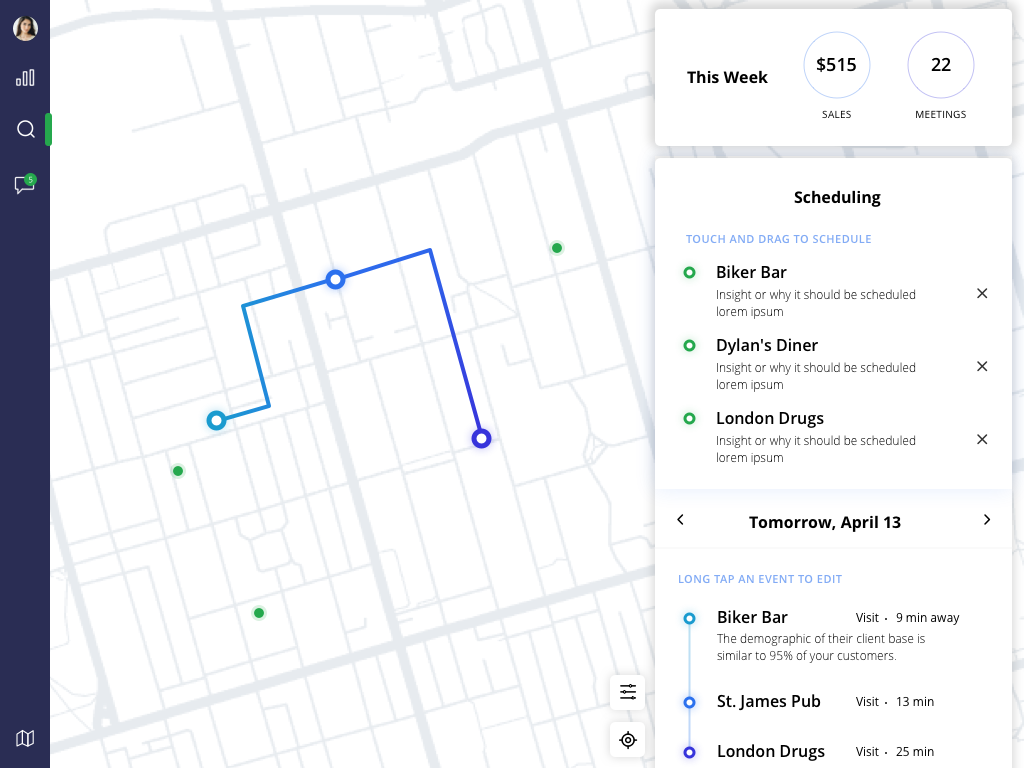 5
This Week
$515
22
SALES
MEETINGS
Scheduling
TOUCH AND DRAG TO SCHEDULE
Biker Bar
Insight or why it should be scheduled
lorem ipsum
Dylan's Diner
Insight or why it should be scheduled
lorem ipsum
London Drugs
Insight or why it should be scheduled
lorem ipsum
Tomorrow, April 13
LONG TAP AN EVENT TO EDIT
Biker Bar Visit · 9 min away
The demographic of their client base is
similar to 95% of your customers.
St. James Pub Visit · 13 min
London Drugs Visit · 25 min